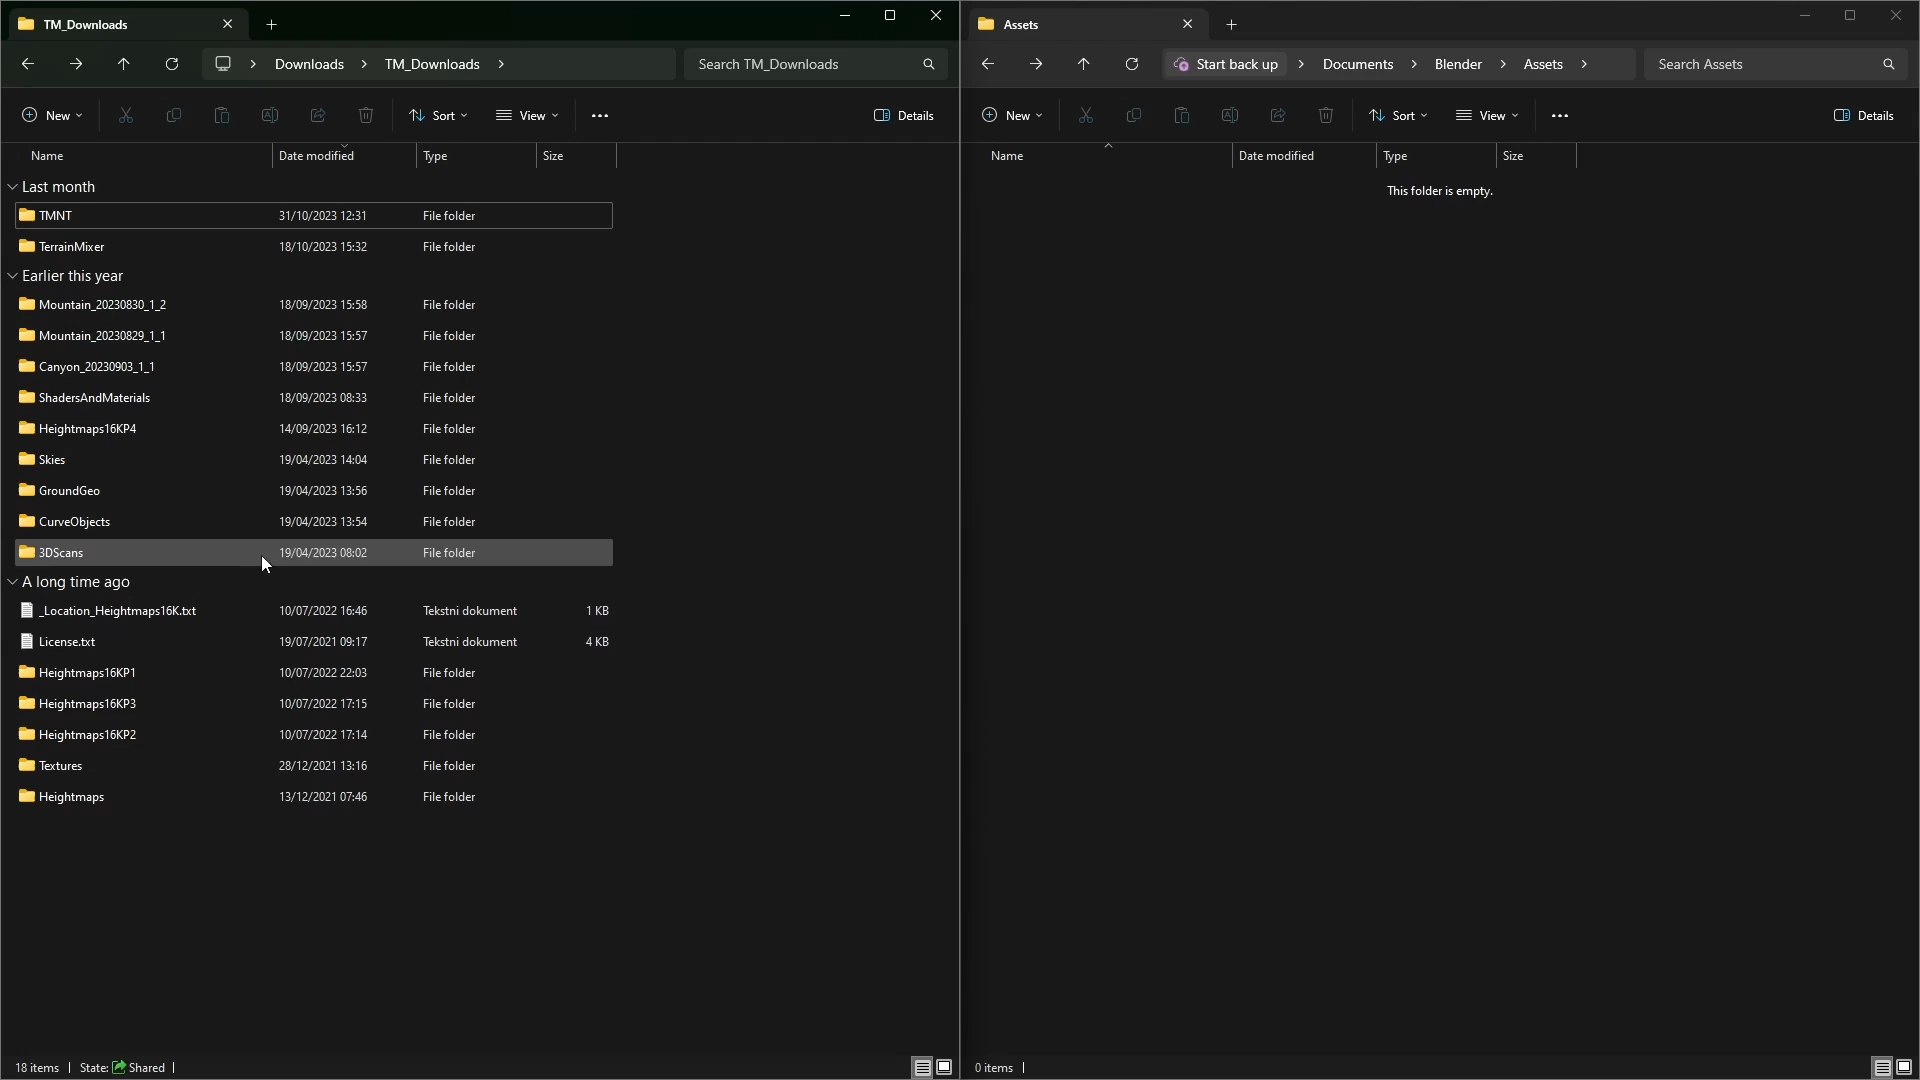 TM_Downloads
Downloads > TM_Downloads >
Search TM_Downloads
New
Sort
View
Details
Name Date modified Type Size
Last month
TMNT 31/10/2023 12:31 File folder
TerrainMixer 18/10/2023 15:32 File folder
Earlier this year
Mountain_20230830_1_2 18/09/2023 15:58 File folder
Mountain_20230829_1_1 18/09/2023 15:57 File folder
Canyon_20230903_1_1 18/09/2023 15:57 File folder
ShadersAndMaterials 18/09/2023 08:33 File folder
Heightmaps16KP4 14/09/2023 16:12 File folder
Skies 19/04/2023 14:04 File folder
GroundGeo 19/04/2023 13:56 File folder
CurveObjects 19/04/2023 13:54 File folder
3DScans 19/04/2023 08:02 File folder
A long time ago
_Location_Heightmaps16K.txt 10/07/2022 16:46 Tekstni dokument 1 KB
License.txt 19/07/2021 09:17 Tekstni dokument 4 KB
Heightmaps16KP1 10/07/2022 22:03 File folder
Heightmaps16KP3 10/07/2022 17:15 File folder
Heightmaps16KP2 10/07/2022 17:14 File folder
Textures 28/12/2021 13:16 File folder
Heightmaps 13/12/2021 07:46 File folder
18 items State: Shared
Assets
Start back up > Documents > Blender > Assets >
Search Assets
New
Sort
View
Details
Name Date modified Type Size
This folder is empty.
0 items